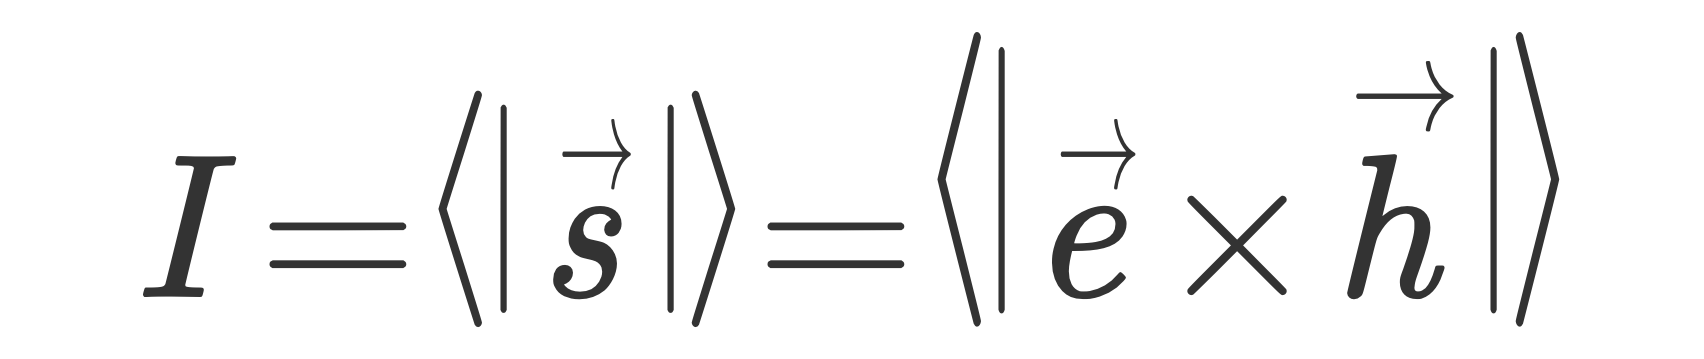 I = ⟨|s⃗|⟩ = ⟨|e⃗ × h⃗|⟩